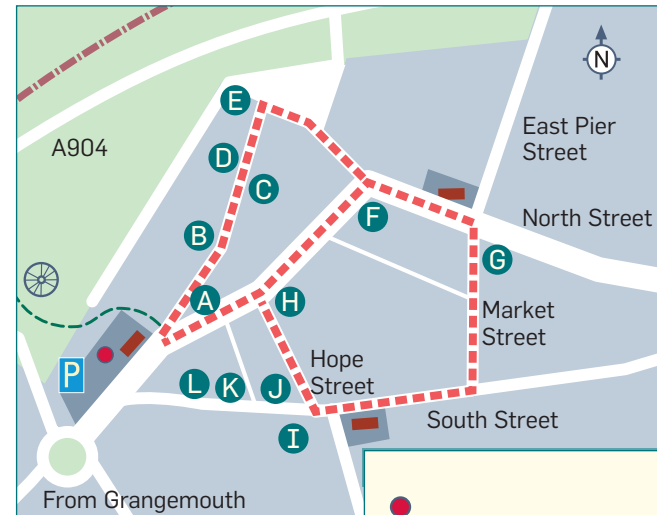 N
E
A904
East Pier
Street
D
C
F
North Street
B
G
A
H
Market
Street
P
Hope
Street
L
K
J
South Street
I
From Grangemouth